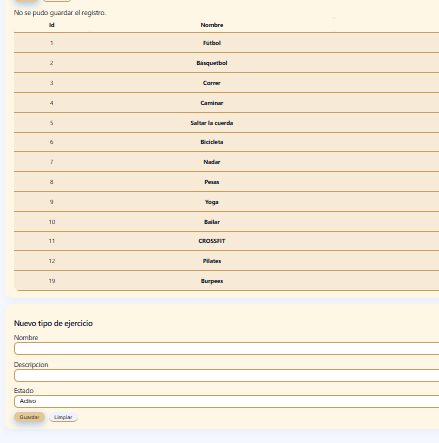 No se pudo guardar el registro.
Id Nombre
1 Fútbol
2 Básquetbol
3 Correr
4 Caminar
5 Saltar la cuerda
6 Bicicleta
7 Nadar
8 Pesas
9 Yoga
10 Bailar
11 CROSSFIT
12 Pilates
19 Burpees
Nuevo tipo de ejercicio
Nombre
Descripcion
Estado
Activo
Guardar Limpiar